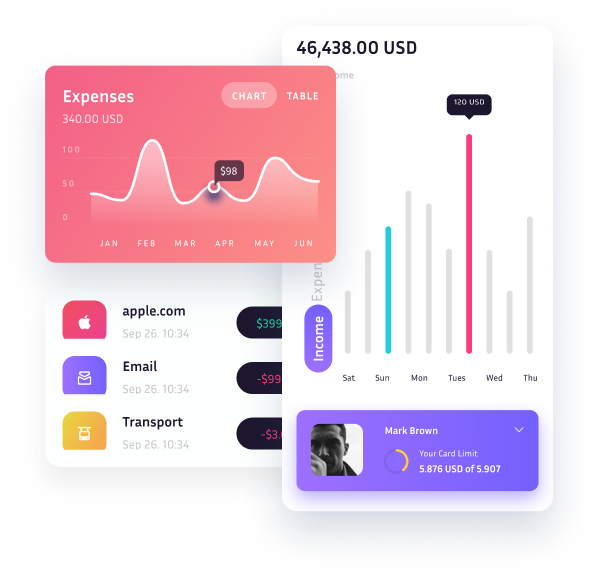 46,438.00 USD
ome
Expenses
CHART
TABLE
340.00 USD
100
50
0
$98
JAN FEB MAR APR MAY JUN
120 USD
Expen
Income
Sat Sun Mon Tues Wed Thu
apple.com
Sep 26. 10:34
$399
Email
Sep 26. 10:34
-$99
Transport
Sep 26. 10:34
-$3.
Mark Brown
Your Card Limit
5.876 USD of 5.907